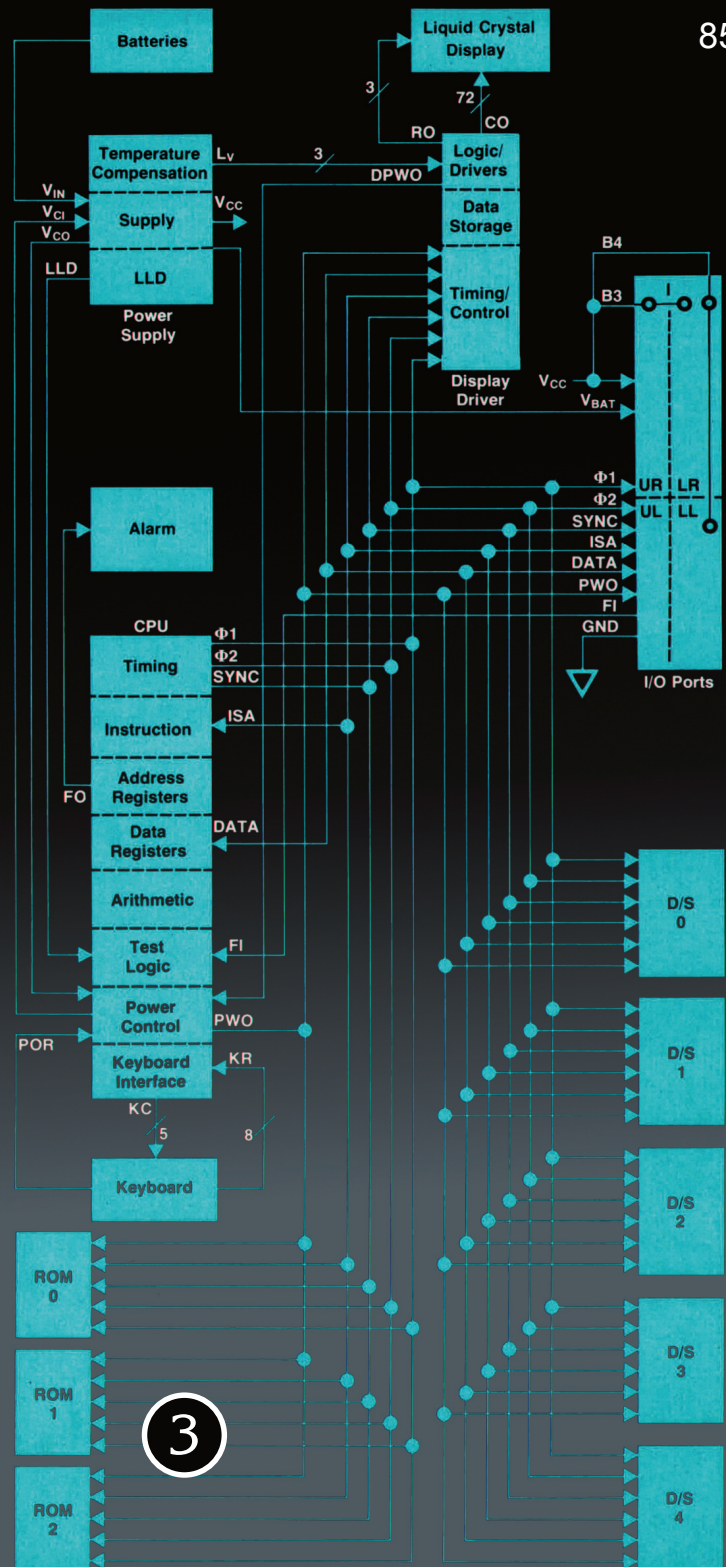 85
Batteries
Liquid Crystal
Display
3
72
CO
RO
Temperature
Compensation
LV
3
Logic/
Drivers
DPWO
Data
Storage
VIN
VCI
VCO
Supply
VCC
LLD
LLD
Power
Supply
Timing/
Control
Display
Driver
B4
B3
VCC
VBAT
Alarm
Φ1
Φ2
SYNC
ISA
DATA
PWO
FI
GND
UR
LR
UL
LL
I/O Ports
CPU
Timing
Φ1
Φ2
SYNC
Instruction
ISA
Address
Registers
FO
Data
Registers
DATA
Arithmetic
Test
Logic
FI
Power
Control
PWO
POR
Keyboard
Interface
KR
KC
5
8
Keyboard
D/S
0
D/S
1
D/S
2
D/S
3
D/S
4
ROM
0
ROM
1
ROM
2
3